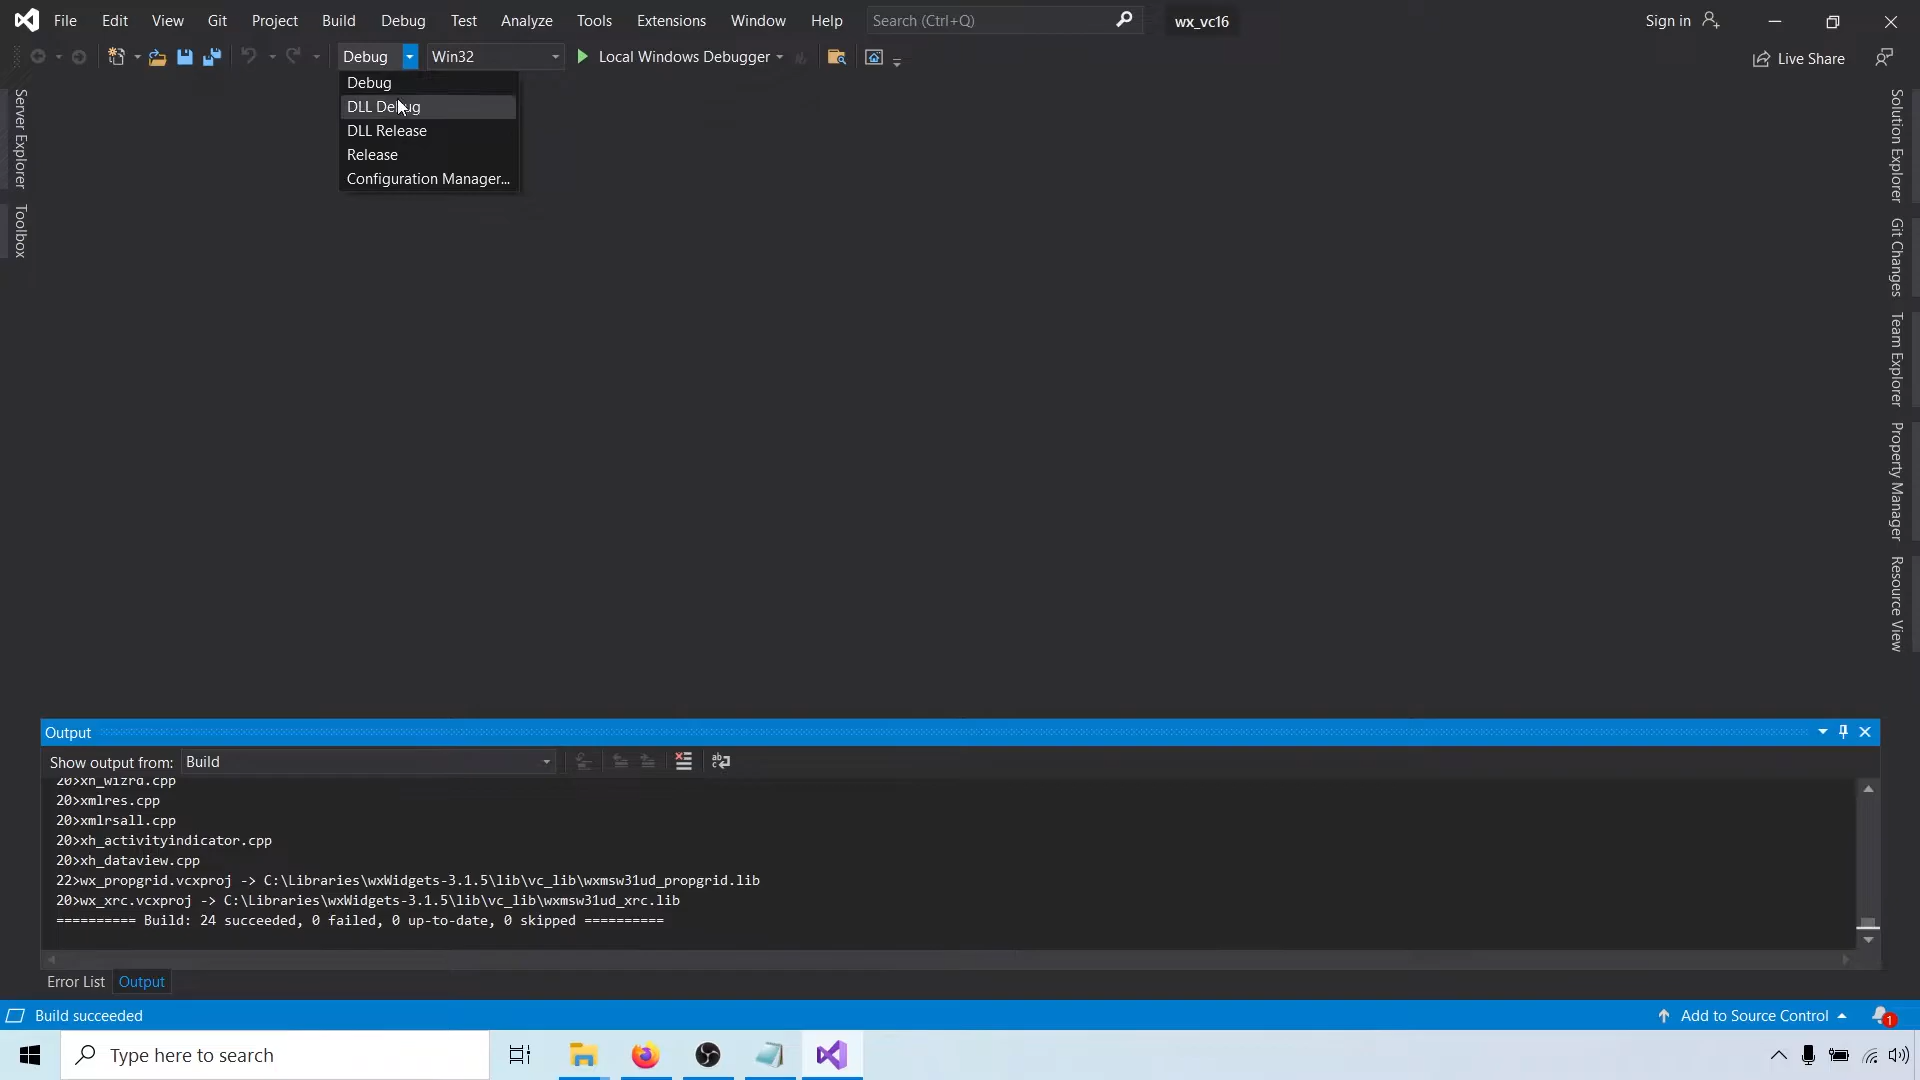 File Edit View Git Project Build Debug Test Analyze Tools Extensions Window Help Search (Ctrl+Q) wx_vc16 Sign in
Debug Win32 Local Windows Debugger Live Share
Debug
DLL Debug
DLL Release
Release
Configuration Manager...
Server Explorer
Toolbox
Solution Explorer
Git Changes
Team Explorer
Property Manager
Resource View
Output
Show output from: Build
20>xh_wizrd.cpp
20>xmlres.cpp
20>xmlrsall.cpp
20>xh_activityindicator.cpp
20>xh_dataview.cpp
22>wx_propgrid.vcxproj -> C:\Libraries\wxWidgets-3.1.5\lib\vc_lib\wxmsw31ud_propgrid.lib
20>wx_xrc.vcxproj -> C:\Libraries\wxWidgets-3.1.5\lib\vc_lib\wxmsw31ud_xrc.lib
========== Build: 24 succeeded, 0 failed, 0 up-to-date, 0 skipped ==========
Error List Output
Build succeeded Add to Source Control 1
Type here to search